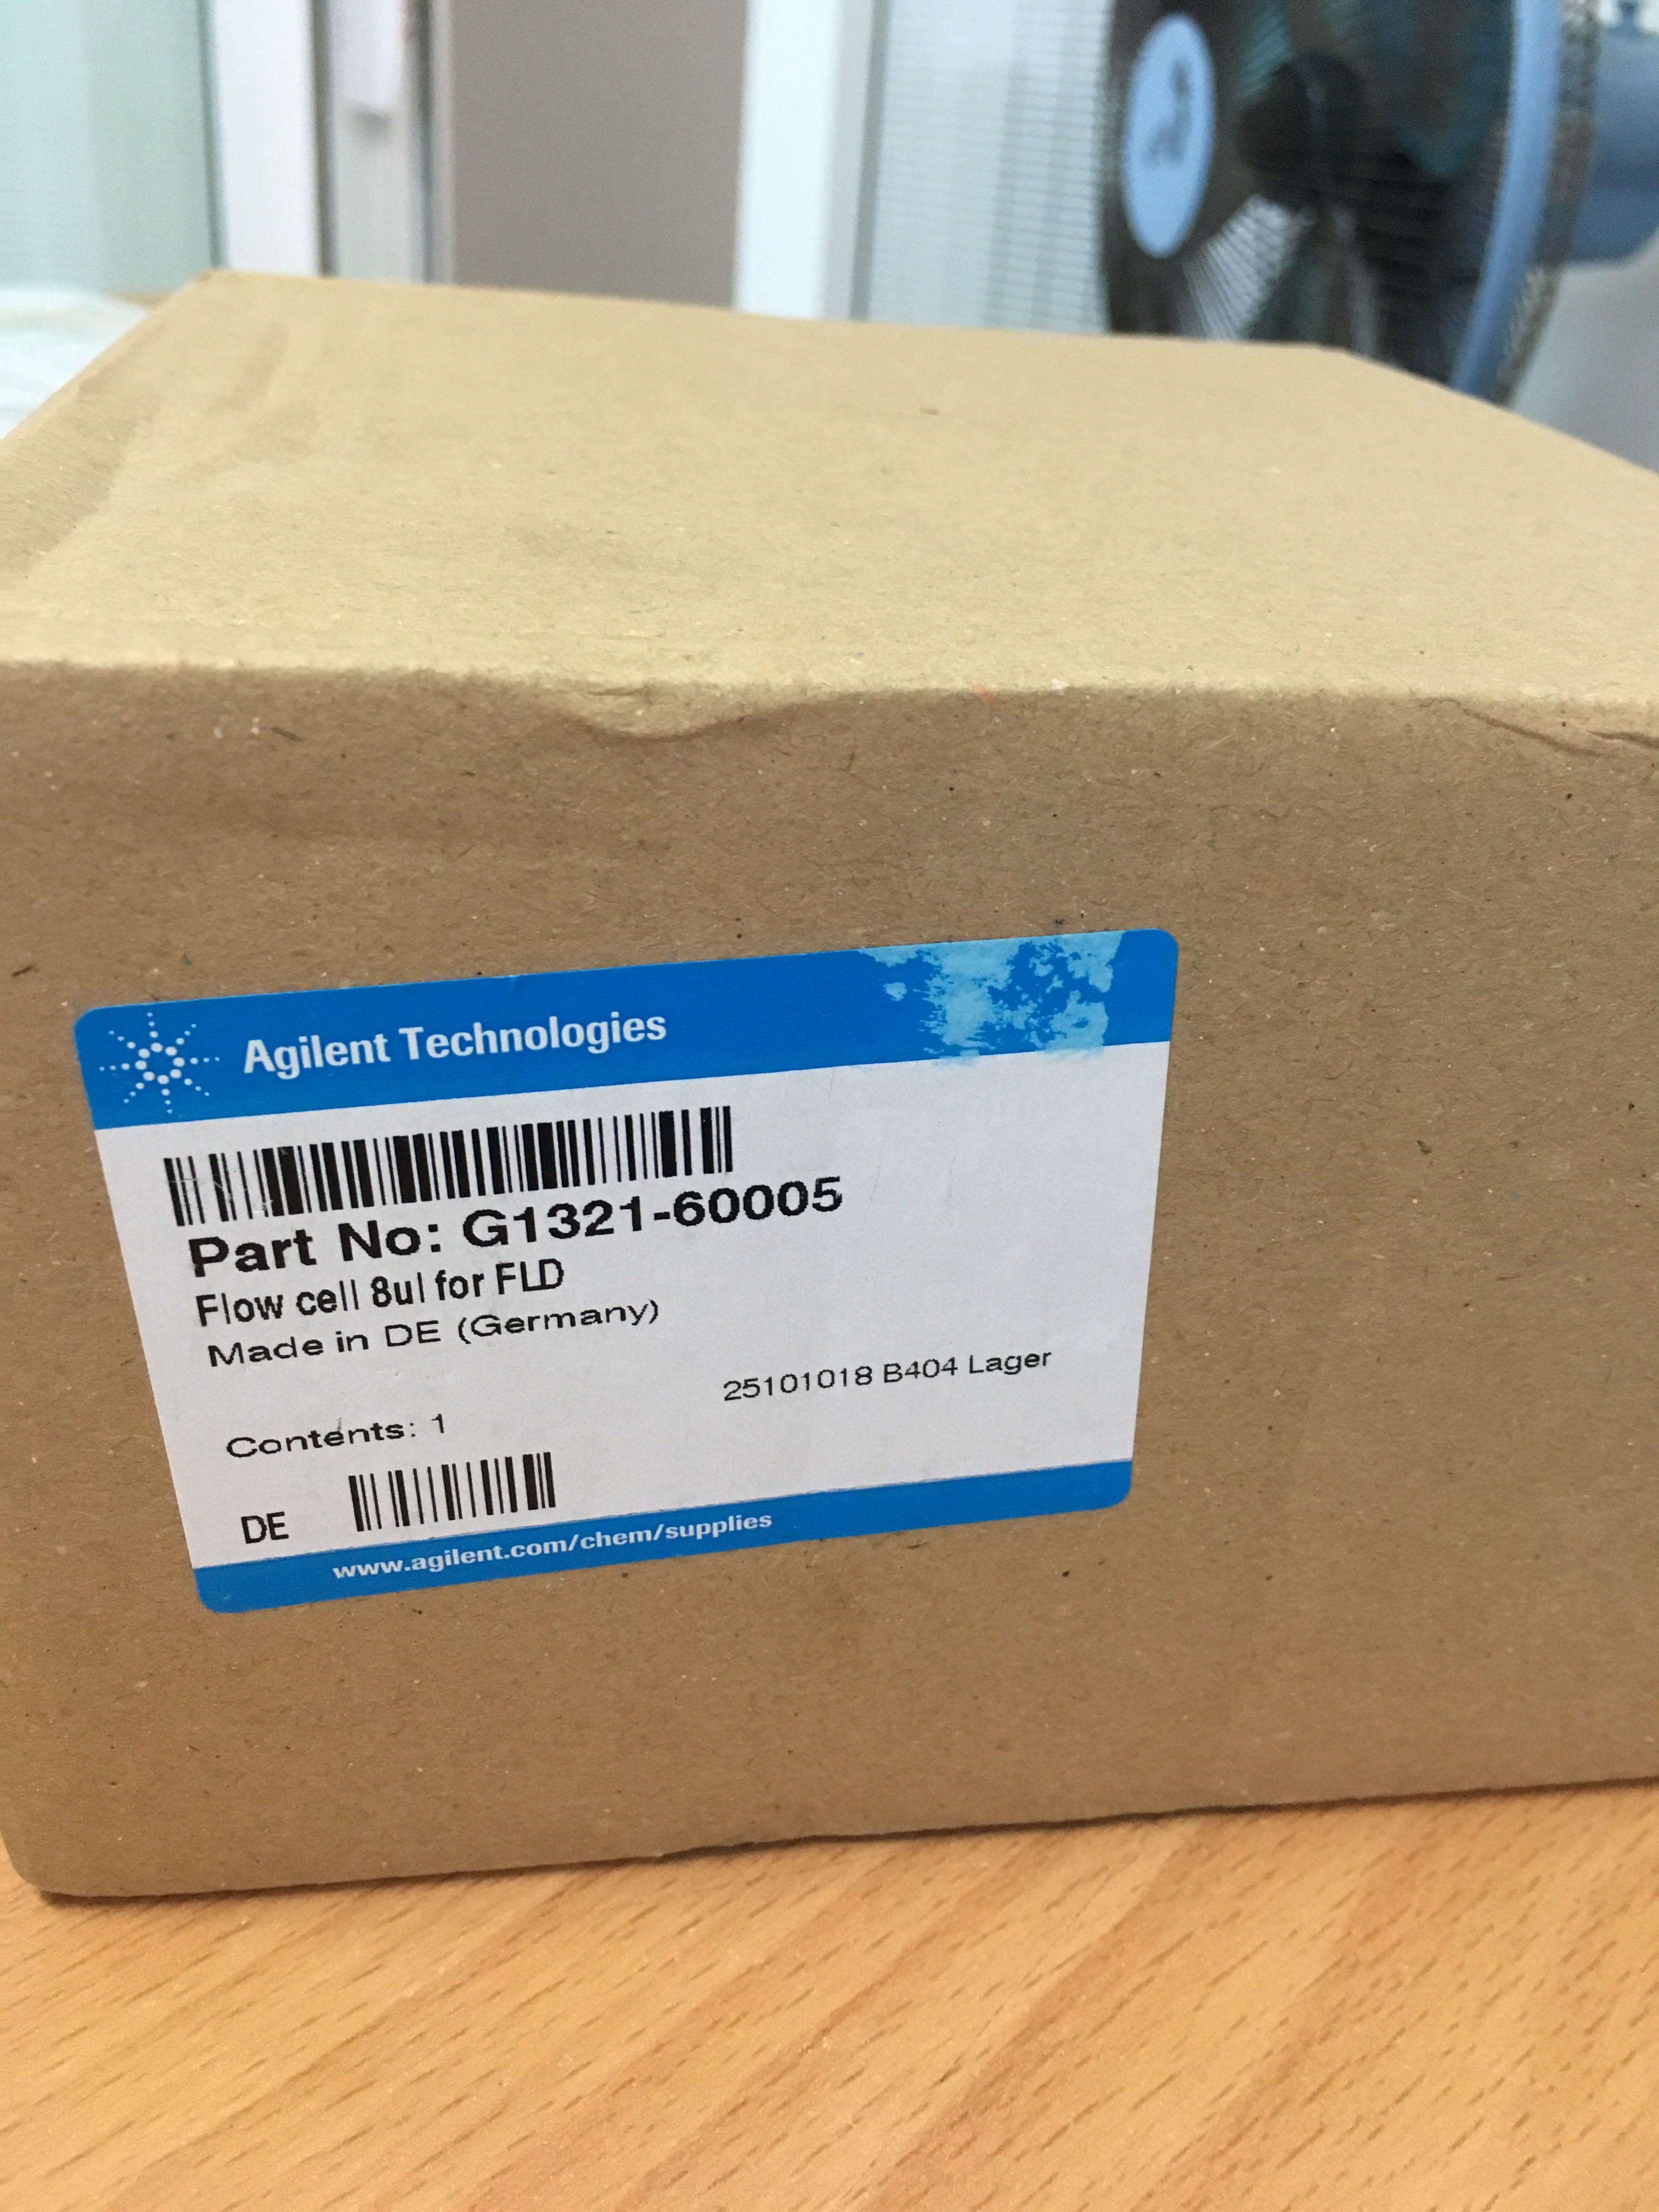 Agilent Technologies
Part No: G1321-60005
Flow cell 8ul for FLD
Made in DE (Germany)
25101018 B404 Lager
Contents: 1
DE
www.agilent.com/chem/supplies